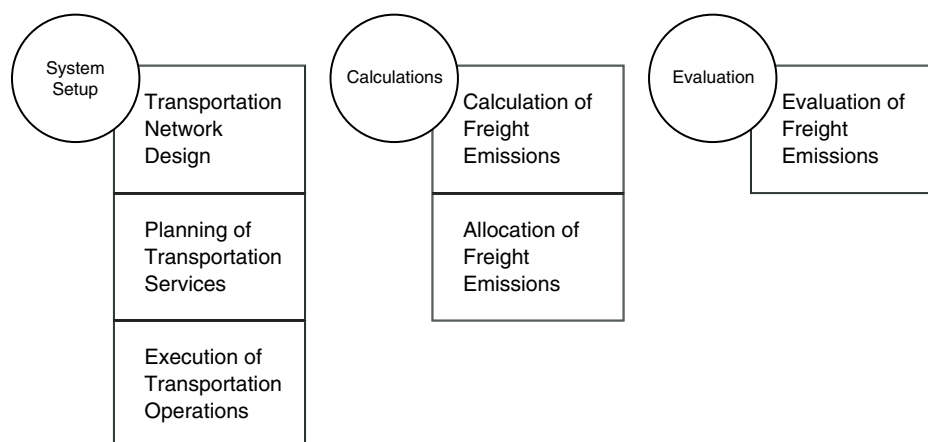 System
Setup
Transportation
Network
Design
Planning of
Transportation
Services
Execution of
Transportation
Operations
Calculations
Calculation of
Freight
Emissions
Allocation of
Freight
Emissions
Evaluation
Evaluation of
Freight
Emissions